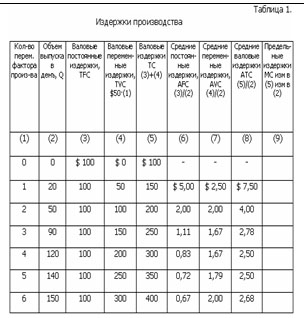 Таблица 1.
Издержки производства
Кол-во перем. фактора произ-ва | Объем выпуска в день, Q | Валовые постоянные издержки, TFC | Валовые переменные издержки, TVC $50·(1) | Валовые издержки TC (3)+(4) | Средние постоян-ные издержки, AFC (3)/(2) | Средние перемен-ные издержки, AVC (4)/(2) | Средние валовые издержки ATC (5)/(2) | Предель-ные издержки MC изм в (5) изм в (2)
(1) (2) (3) (4) (5) (6) (7) (8) (9)
0 0 $ 100 $ 0 $ 100 - - -
1 20 100 50 150 $ 5,00 $ 2,50 $ 7,50
2 50 100 100 200 2,00 2,00 4,00
3 90 100 150 250 1,11 1,67 2,78
4 120 100 200 300 0,83 1,67 2,50
5 140 100 250 350 0,72 1,79 2,50
6 150 100 300 400 0,67 2,00 2,68